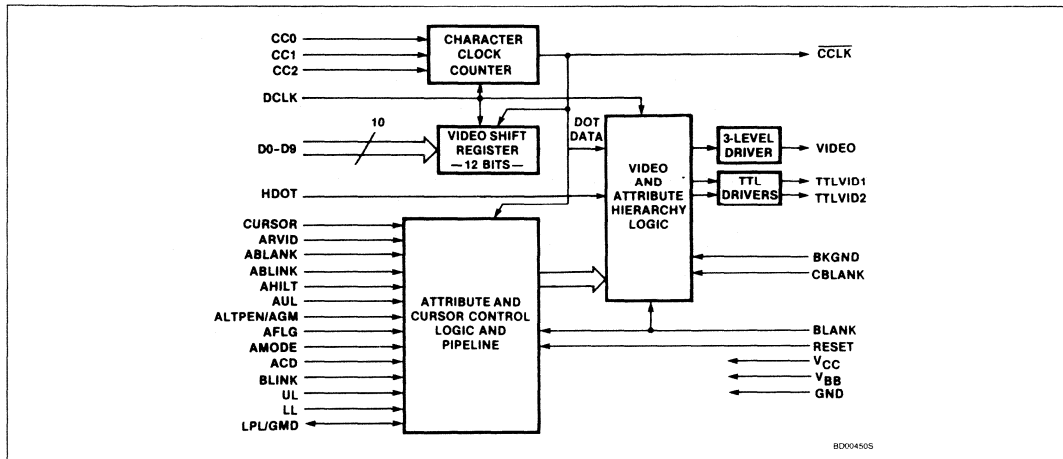 CC0
CC1
CC2
CHARACTER
CLOCK
COUNTER
CCLK
DCLK
10
D0–D9
VIDEO SHIFT
REGISTER
—12 BITS—
DOT
DATA
HDOT
VIDEO
AND
ATTRIBUTE
HIERARCHY
LOGIC
3-LEVEL
DRIVER
VIDEO
TTL
DRIVERS
TTLVID1
TTLVID2
CURSOR
ARVID
ABLANK
ABLINK
AHILT
AUL
ALTPEN/AGM
AFLG
AMODE
ACD
BLINK
UL
LL
LPL/GMD
ATTRIBUTE AND
CURSOR CONTROL
LOGIC AND
PIPELINE
BKGND
CBLANK
BLANK
RESET
VCC
VBB
GND
BD00450S